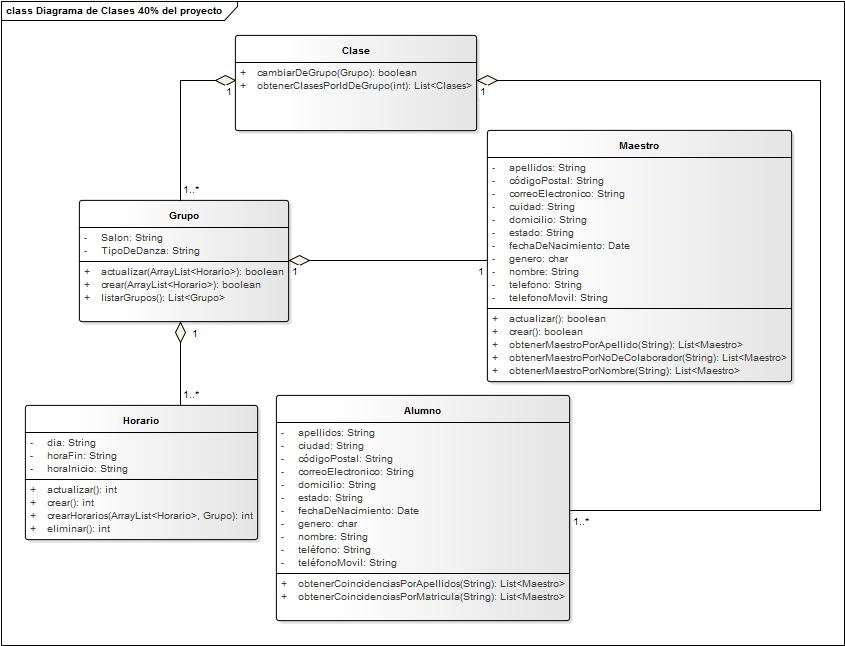 class Diagrama de Clases 40% del proyecto
Clase
+ cambiarDeGrupo(Grupo): boolean
+ obtenerClasesPorIdDeGrupo(int): List<Clases>
1
1
1..*
Maestro
- apellidos: String
- códigoPostal: String
- correoElectronico: String
- cuidad: String
- domicilio: String
- estado: String
- fechaDeNacimiento: Date
- genero: char
- nombre: String
- telefono: String
- telefonoMovil: String
+ actualizar(): boolean
+ crear(): boolean
+ obtenerMaestroPorApellido(String): List<Maestro>
+ obtenerMaestroPorNoDeColaborador(String): List<Maestro>
+ obtenerMaestroPorNombre(String): List<Maestro>
Grupo
- Salon: String
- TipoDeDanza: String
+ actualizar(ArrayList<Horario>): boolean
+ crear(ArrayList<Horario>): boolean
+ listarGrupos(): List<Grupo>
1
1
1
1..*
Horario
- dia: String
- horaFin: String
- horaInicio: String
+ actualizar(): int
+ crear(): int
+ crearHorarios(ArrayList<Horario>, Grupo): int
+ eliminar(): int
Alumno
- apellidos: String
- ciudad: String
- códigoPostal: String
- correoElectronico: String
- domicilio: String
- estado: String
- fechaDeNacimiento: Date
- genero: char
- nombre: String
- teléfono: String
- teléfonoMovil: String
+ obtenerCoincidenciasPorApellidos(String): List<Maestro>
+ obtenerCoincidenciasPorMatricula(String): List<Maestro>
1..*